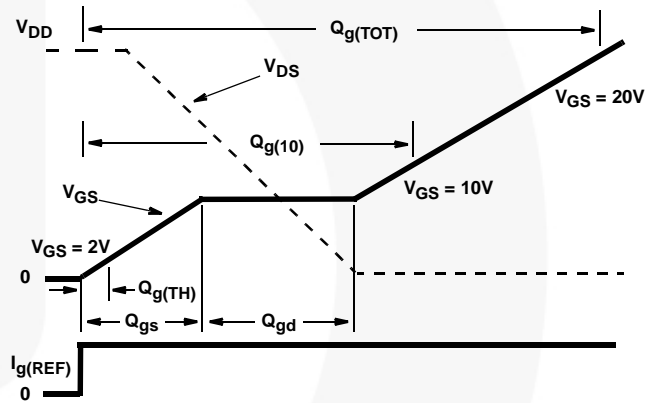 V_DD
Q_g(TOT)
V_DS
V_GS = 20V
Q_g(10)
V_GS
V_GS = 10V
V_GS = 2V
0
Q_g(TH)
Q_gs
Q_gd
I_g(REF)
0